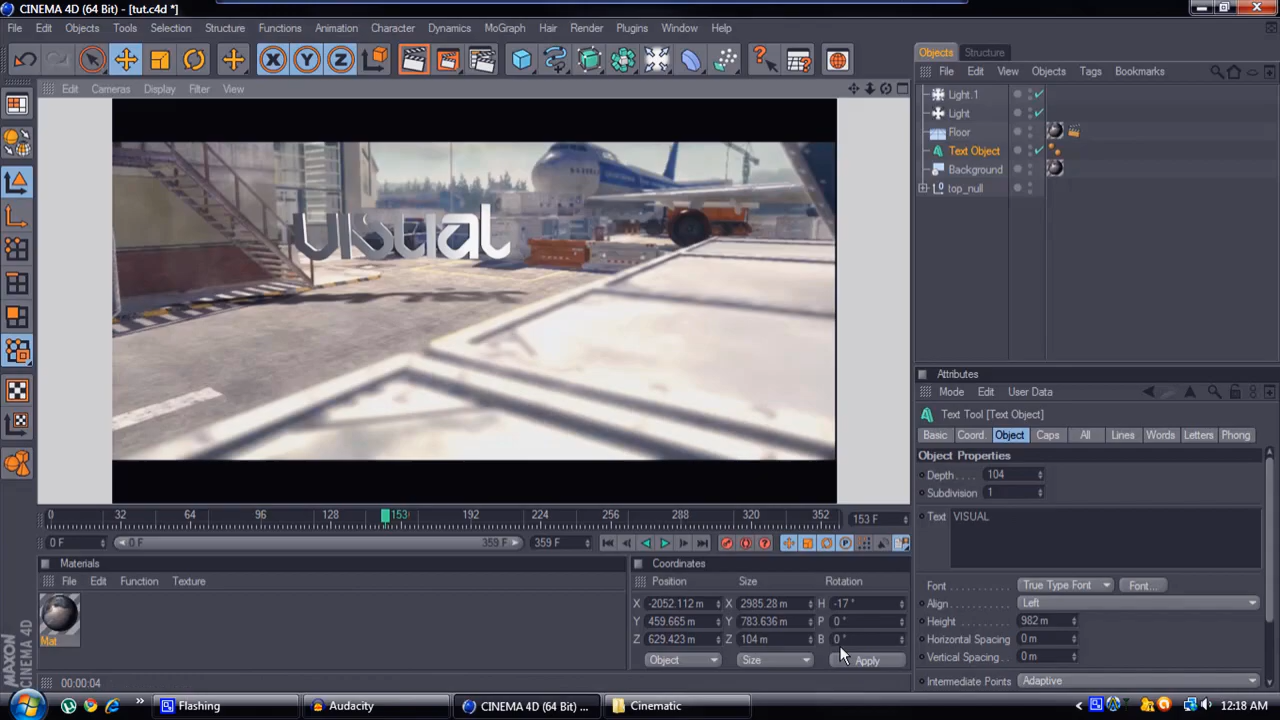 CINEMA 4D (64 Bit) - [tut.c4d *]
File Edit Objects Tools Selection Structure Functions Animation Character Dynamics MoGraph Hair Render Plugins Window Help
Objects Structure
File Edit View Objects Tags Bookmarks
Edit Cameras Display Filter View
Light.1
Light
Floor
Text Object
Background
top_null
visual
Attributes
Mode Edit User Data
Text Tool [Text Object]
Basic Coord. Object Caps All Lines Words Letters Phong
Object Properties
Depth . . . . 104
Subdivision 1
Text VISUAL
0 32 64 96 128 153 192 224 256 288 320 352 153 F
0 F 0 F 359 F 359 F
Materials
File Edit Function Texture
Mat
Coordinates
Position Size Rotation
X -2052.112 m X 2985.28 m H -17 °
Y 459.665 m Y 783.636 m P 0 °
Z 629.423 m Z 104 m B 0 °
Object Size Apply
Font True Type Font Font...
Align Left
Height 982 m
Horizontal Spacing 0 m
Vertical Spacing 0 m
Intermediate Points Adaptive
MAXON CINEMA 4D
00:00:04
Flashing Audacity CINEMA 4D (64 Bit) ... Cinematic 12:18 AM